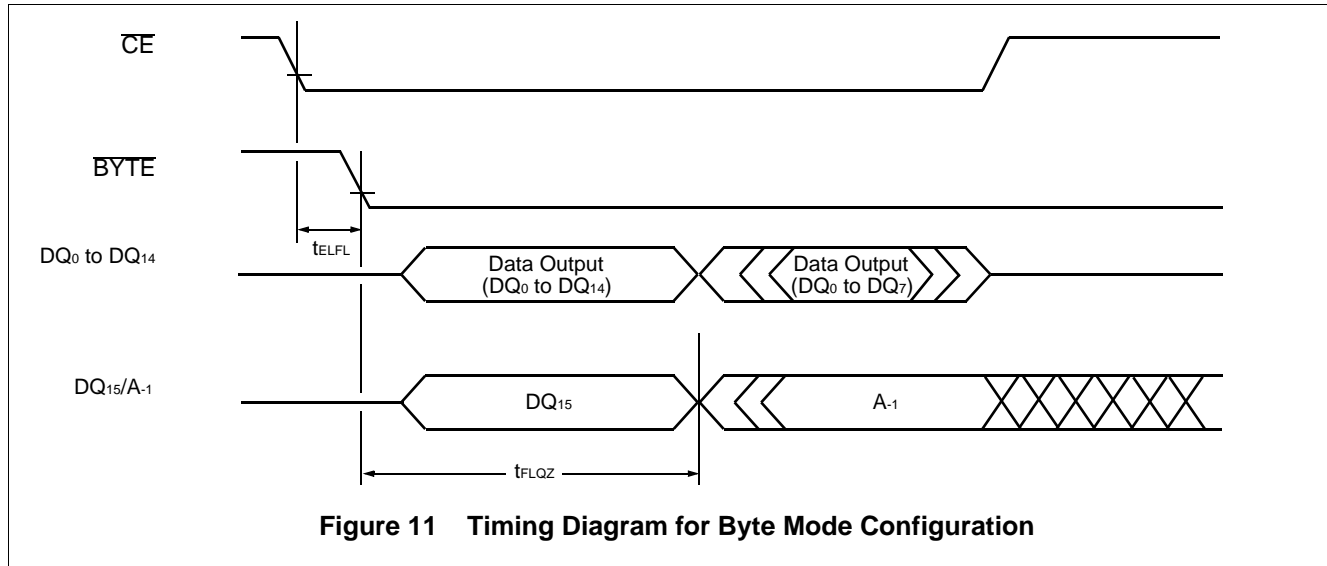 CE
BYTE
tELFL
DQ0 to DQ14
Data Output
(DQ0 to DQ14)
Data Output
(DQ0 to DQ7)
DQ15/A-1
DQ15
A-1
tFLQZ
Figure 11 Timing Diagram for Byte Mode Configuration